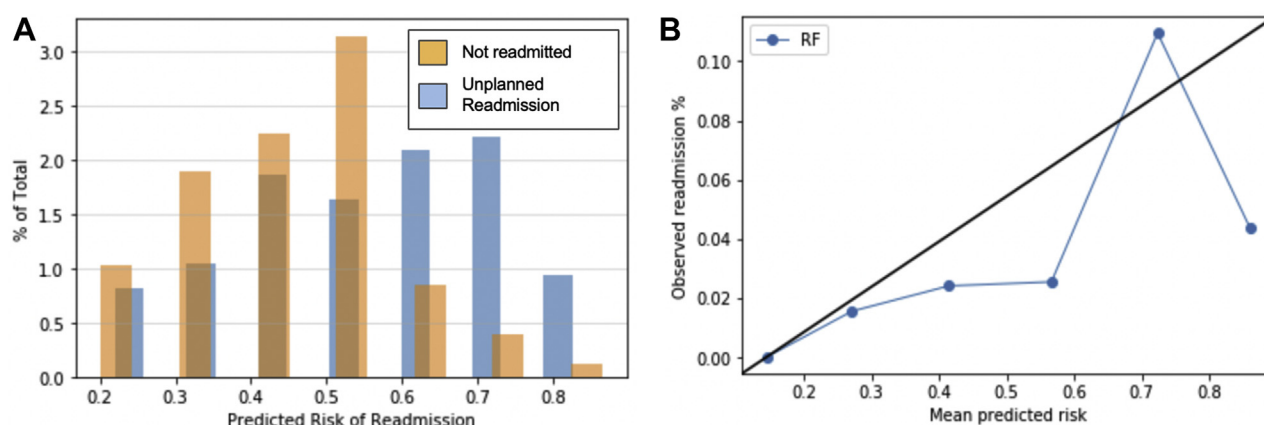 A
% of Total
3.0
2.5
2.0
1.5
1.0
0.5
0.0
0.2 0.3 0.4 0.5 0.6 0.7 0.8
Predicted Risk of Readmission
Not readmitted
Unplanned
Readmission
B
RF
Observed readmission %
0.10
0.08
0.06
0.04
0.02
0.00
0.2 0.3 0.4 0.5 0.6 0.7 0.8
Mean predicted risk